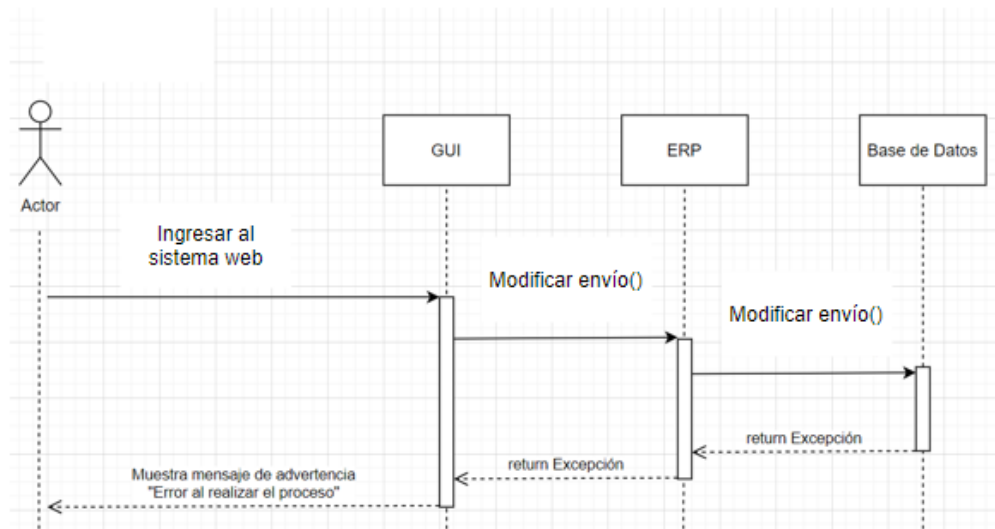 GUI
ERP
Base de Datos
Actor
Ingresar al
sistema web
Modificar envío()
Modificar envío()
return Excepción
return Excepción
Muestra mensaje de advertencia
"Error al realizar el proceso"